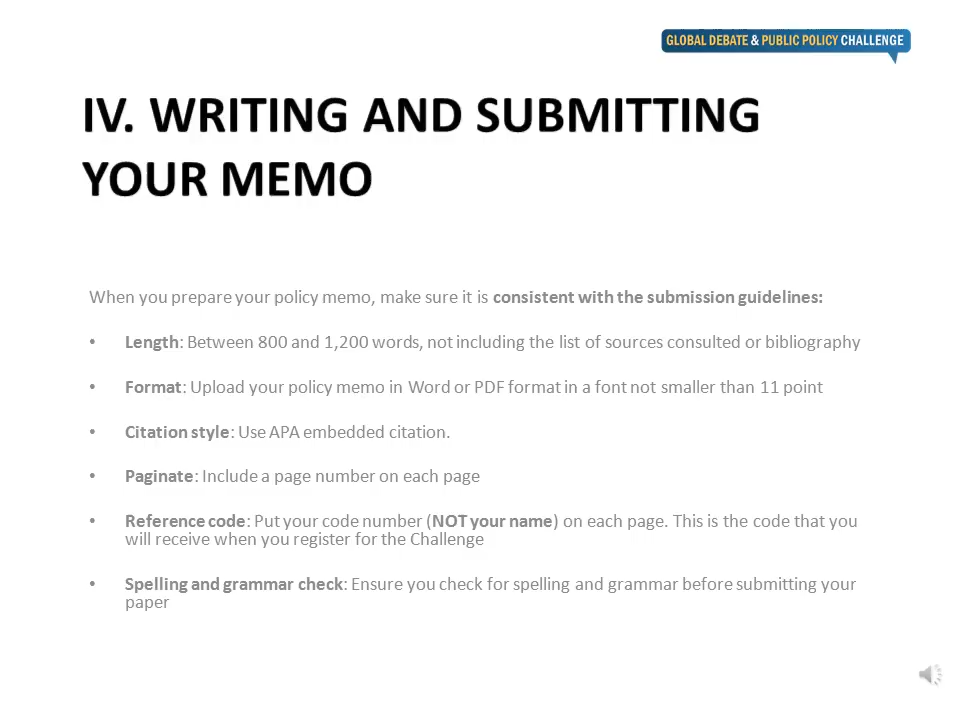 GLOBAL DEBATE & PUBLIC POLICY CHALLENGE
IV. WRITING AND SUBMITTING
YOUR MEMO
When you prepare your policy memo, make sure it is consistent with the submission guidelines:
• Length: Between 800 and 1,200 words, not including the list of sources consulted or bibliography
• Format: Upload your policy memo in Word or PDF format in a font not smaller than 11 point
• Citation style: Use APA embedded citation.
• Paginate: Include a page number on each page
• Reference code: Put your code number (NOT your name) on each page. This is the code that you
will receive when you register for the Challenge
• Spelling and grammar check: Ensure you check for spelling and grammar before submitting your
paper